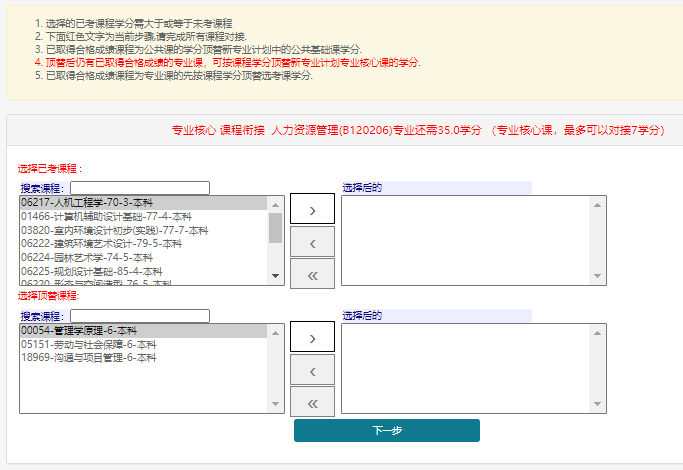 1. 选择的已考课程学分需大于或等于未考课程
2. 下面红色文字为当前步骤,请完成所有课程对接.
3. 已取得合格成绩课程为公共课的学分顶替新专业计划中的公共基础课学分.
4. 顶替后仍有已取得合格成绩的专业课，可按课程学分顶替新专业计划专业核心课的学分.
5. 已取得合格成绩课程为专业课的先按课程学分顶替选考课学分.
专业核心 课程衔接 人力资源管理(B120206)专业还需35.0学分 （专业核心课，最多可以对接7学分）
选择已考课程：
搜索课程： 选择后的
06217-人机工程学-70-3-本科
01466-计算机辅助设计基础-77-4-本科
03820-室内环境设计初步(实践)-77-7-本科
06222-建筑环境艺术设计-79-5-本科
06224-园林艺术学-74-5-本科
06225-规划设计基础-85-4-本科
›
‹
«
选择顶替课程：
搜索课程： 选择后的
00054-管理学原理-6-本科
05151-劳动与社会保障-6-本科
18969-沟通与项目管理-6-本科
›
‹
«
下一步